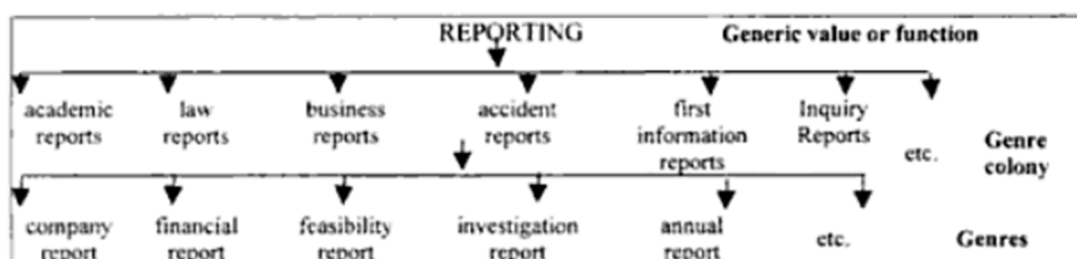 REPORTING Generic value or function
academic law business accident first Inquiry
reports reports reports reports information Reports
reports etc. Genre
colony
company financial feasibility investigation annual
report report report report report etc. Genres